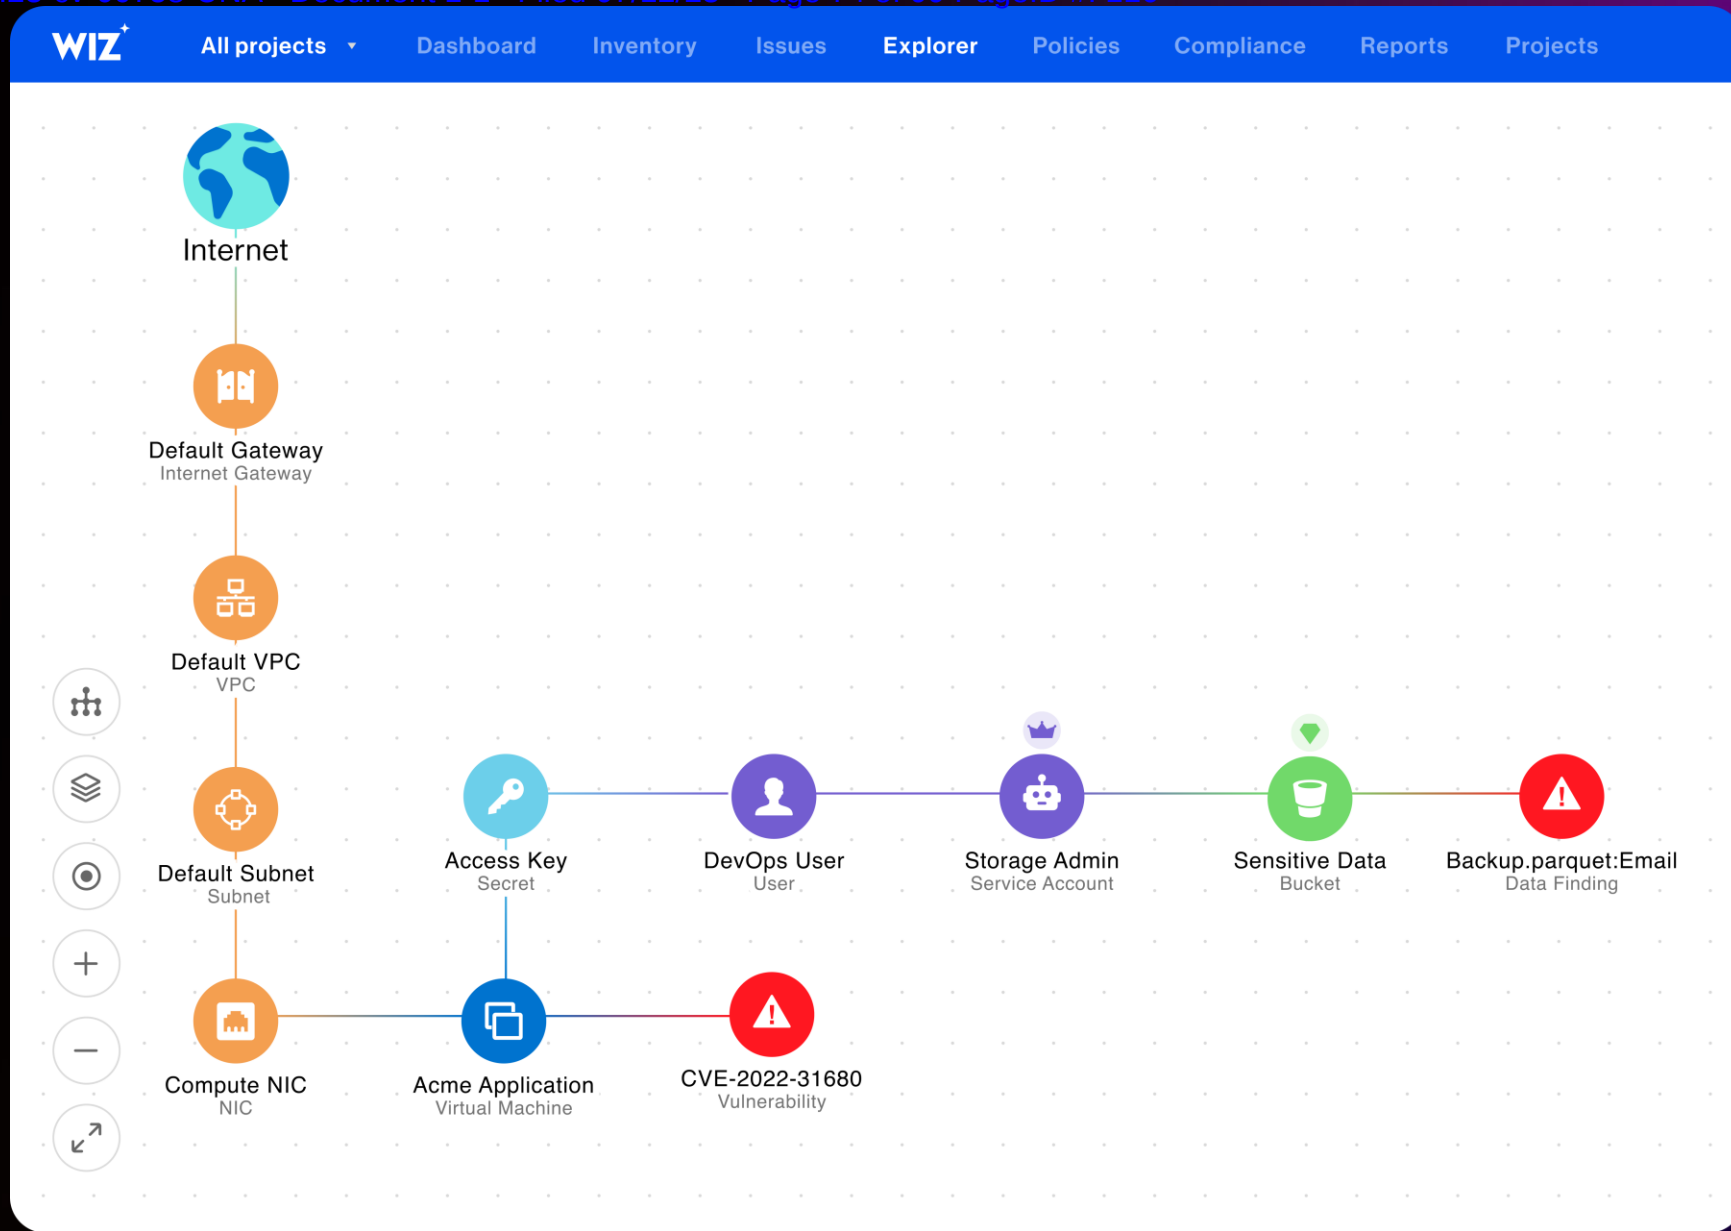 WIZ
All projects Dashboard Inventory Issues Explorer Policies Compliance Reports Projects
Internet
Default Gateway
Internet Gateway
Default VPC
VPC
Default Subnet
Subnet
Access Key
Secret
DevOps User
User
Storage Admin
Service Account
Sensitive Data
Bucket
Backup.parquet:Email
Data Finding
Compute NIC
NIC
Acme Application
Virtual Machine
CVE-2022-31680
Vulnerability